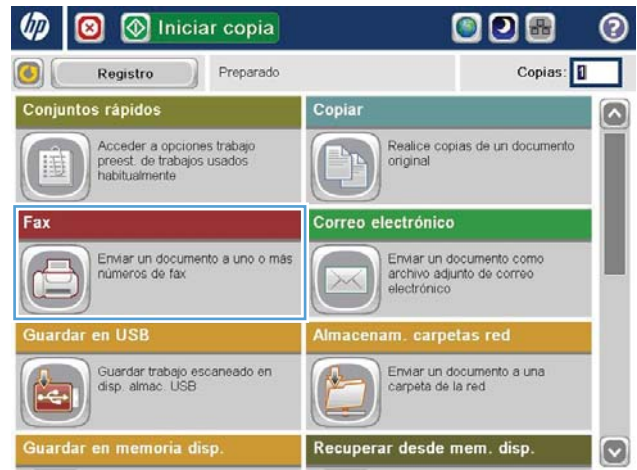 hp
Iniciar copia
?
Registro
Preparado
Copias: 1
Conjuntos rápidos
Acceder a opciones trabajo
preest. de trabajos usados
habitualmente
Copiar
Realice copias de un documento
original
Fax
Enviar un documento a uno o más
números de fax
Correo electrónico
Enviar un documento como
archivo adjunto de correo
electrónico
Guardar en USB
Guardar trabajo escaneado en
disp. almac. USB
Almacenam. carpetas red
Enviar un documento a una
carpeta de la red
Guardar en memoria disp.
Recuperar desde mem. disp.